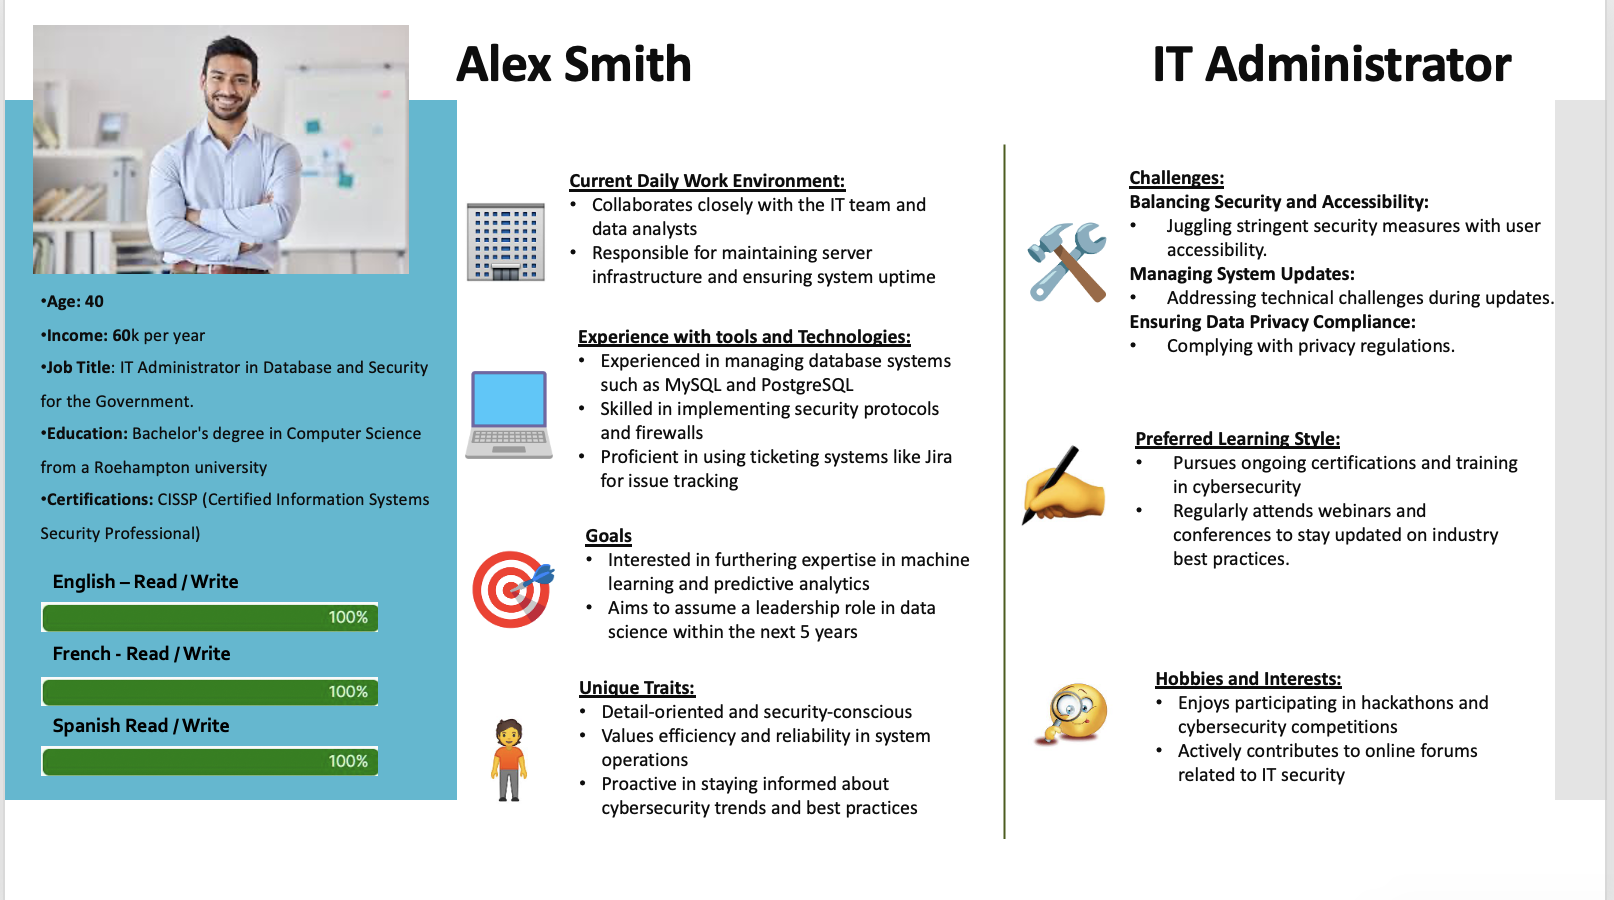 Alex Smith
IT Administrator
•Age: 40
•Income: 60k per year
•Job Title: IT Administrator in Database and Security
for the Government.
•Education: Bachelor's degree in Computer Science
from a Roehampton university
•Certifications: CISSP (Certified Information Systems
Security Professional)
English – Read / Write
100%
French - Read / Write
100%
Spanish Read / Write
100%
Current Daily Work Environment:
• Collaborates closely with the IT team and
data analysts
• Responsible for maintaining server
infrastructure and ensuring system uptime
Experience with tools and Technologies:
• Experienced in managing database systems
such as MySQL and PostgreSQL
• Skilled in implementing security protocols
and firewalls
• Proficient in using ticketing systems like Jira
for issue tracking
Goals
• Interested in furthering expertise in machine
learning and predictive analytics
• Aims to assume a leadership role in data
science within the next 5 years
Unique Traits:
• Detail-oriented and security-conscious
• Values efficiency and reliability in system
operations
• Proactive in staying informed about
cybersecurity trends and best practices
Challenges:
Balancing Security and Accessibility:
• Juggling stringent security measures with user
accessibility.
Managing System Updates:
• Addressing technical challenges during updates.
Ensuring Data Privacy Compliance:
• Complying with privacy regulations.
Preferred Learning Style:
• Pursues ongoing certifications and training
in cybersecurity
• Regularly attends webinars and
conferences to stay updated on industry
best practices.
Hobbies and Interests:
• Enjoys participating in hackathons and
cybersecurity competitions
• Actively contributes to online forums
related to IT security